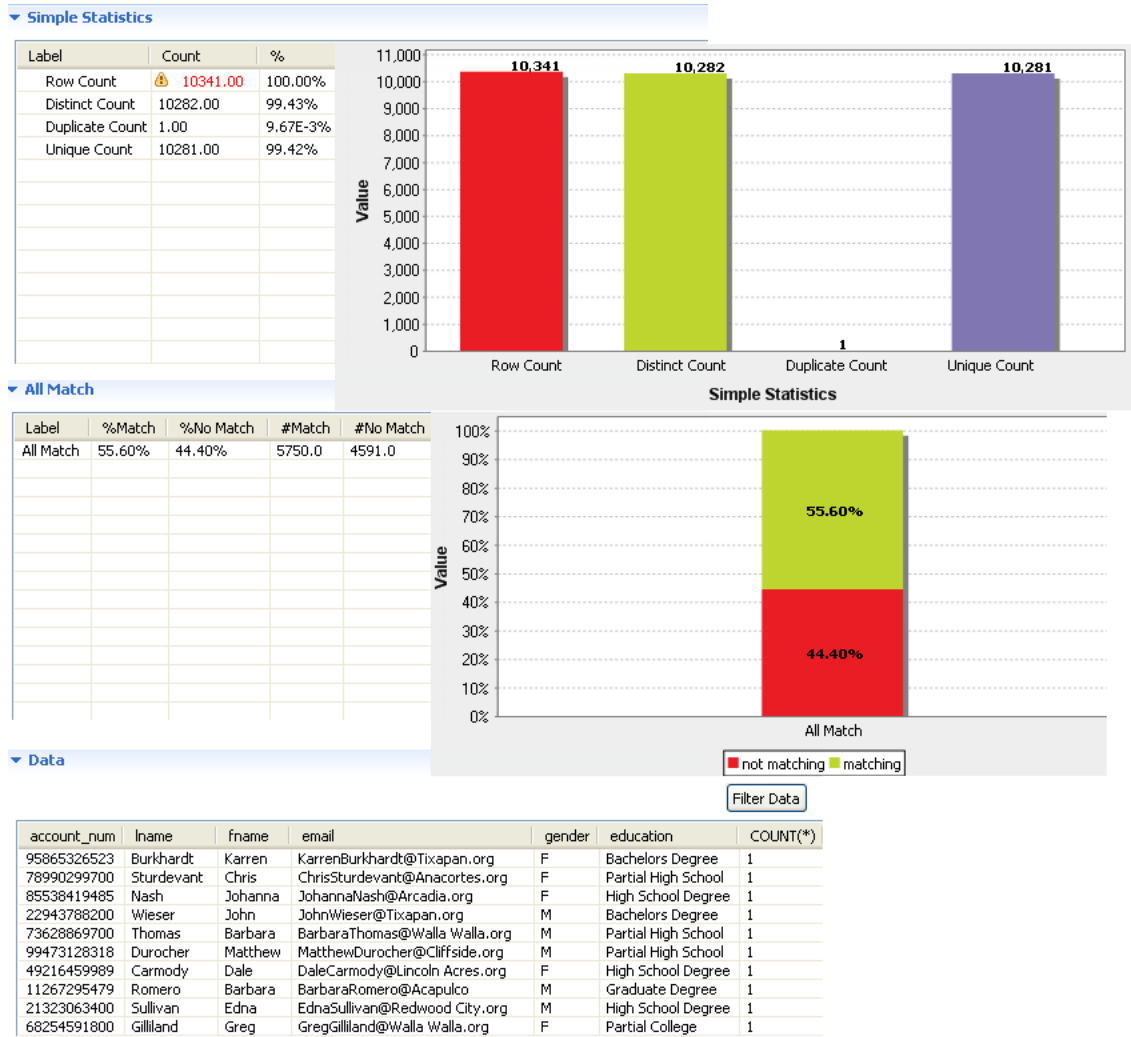 Simple Statistics
Label Count %
Row Count 10341.00 100.00%
Distinct Count 10282.00 99.43%
Duplicate Count 1.00 9.67E-3%
Unique Count 10281.00 99.42%
11,000
10,000
9,000
8,000
7,000
6,000
5,000
4,000
3,000
2,000
1,000
0
Value
10,341
10,282
1
10,281
Row Count Distinct Count Duplicate Count Unique Count
Simple Statistics
All Match
Label %Match %No Match #Match #No Match
All Match 55.60% 44.40% 5750.0 4591.0
100%
90%
80%
70%
60%
50%
40%
30%
20%
10%
0%
Value
55.60%
44.40%
All Match
not matching matching
Data
Filter Data
account_num lname fname email gender education COUNT(*)
95865326523 Burkhardt Karren KarrenBurkhardt@Tixapan.org F Bachelors Degree 1
78990299700 Sturdevant Chris ChrisSturdevant@Anacortes.org F Partial High School 1
85538419485 Nash Johanna JohannaNash@Arcadia.org F High School Degree 1
22943788200 Wieser John JohnWieser@Tixapan.org M Bachelors Degree 1
73628869700 Thomas Barbara BarbaraThomas@Walla Walla.org M Partial High School 1
99473128318 Durocher Matthew MatthewDurocher@Cliffside.org M Partial High School 1
49216459989 Carmody Dale DaleCarmody@Lincoln Acres.org F High School Degree 1
11267295479 Romero Barbara BarbaraRomero@Acapulco M Graduate Degree 1
21323063400 Sullivan Edna EdnaSullivan@Redwood City.org M High School Degree 1
68254591800 Gilliland Greg GregGilliland@Walla Walla.org F Partial College 1